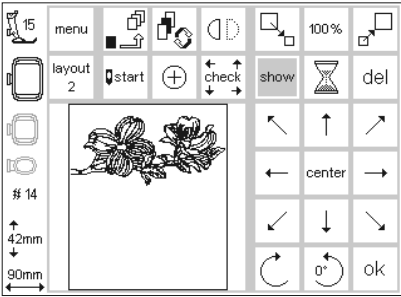 15
menu
100%
layout
2
start
check
show
del
center
# 14
42mm
90mm
0°
ok